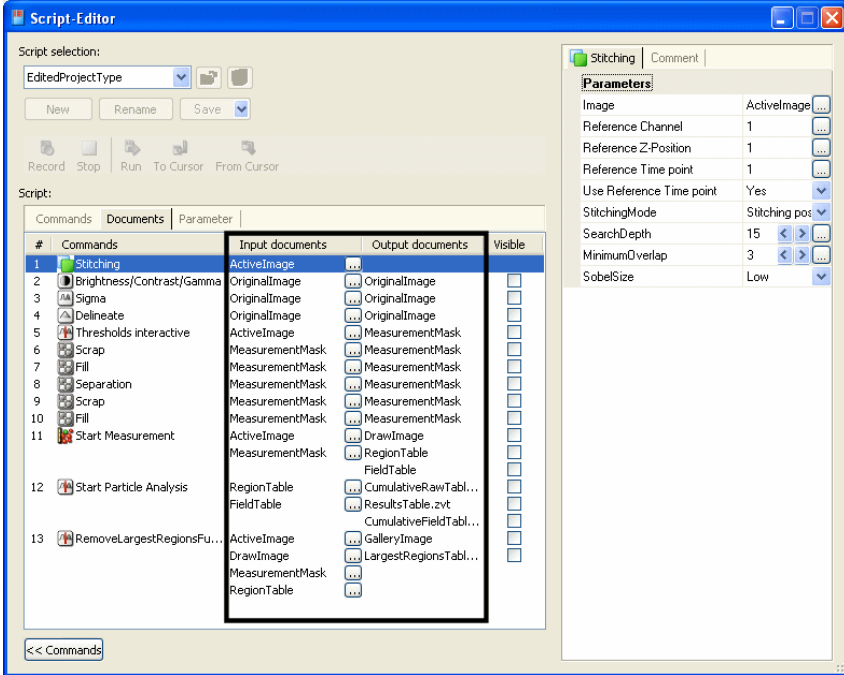 Script-Editor
Script selection:
EditedProjectType
New Rename Save
Record Stop Run To Cursor From Cursor
Script:
Commands Documents Parameter
# Commands Input documents Output documents Visible
1 Stitching ActiveImage ...
2 Brightness/Contrast/Gamma OriginalImage ... OriginalImage
3 Sigma OriginalImage ... OriginalImage
4 Delineate OriginalImage ... OriginalImage
5 Thresholds interactive ActiveImage ... MeasurementMask
6 Scrap MeasurementMask ... MeasurementMask
7 Fill MeasurementMask ... MeasurementMask
8 Separation MeasurementMask ... MeasurementMask
9 Scrap MeasurementMask ... MeasurementMask
10 Fill MeasurementMask ... MeasurementMask
11 Start Measurement ActiveImage ... DrawImage
MeasurementMask ... RegionTable
FieldTable
12 Start Particle Analysis RegionTable ... CumulativeRawTabl...
FieldTable ... ResultsTable.zvt
CumulativeFieldTabl...
13 RemoveLargestRegionsFu... ActiveImage ... GalleryImage
DrawImage ... LargestRegionsTabl...
MeasurementMask ...
RegionTable ...
<< Commands
Stitching Comment
Parameters
Image ActiveImage ...
Reference Channel 1 ...
Reference Z-Position 1 ...
Reference Time point 1 ...
Use Reference Time point Yes
StitchingMode Stitching pos
SearchDepth 15 < > ...
MinimumOverlap 3 < > ...
SobelSize Low